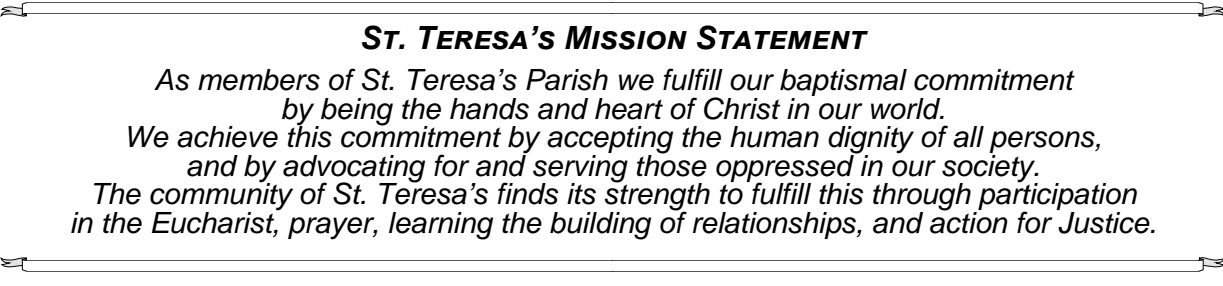 St. Teresa's Mission Statement
As members of St. Teresa's Parish we fulfill our baptismal commitment
by being the hands and heart of Christ in our world.
We achieve this commitment by accepting the human dignity of all persons,
and by advocating for and serving those oppressed in our society.
The community of St. Teresa's finds its strength to fulfill this through participation
in the Eucharist, prayer, learning the building of relationships, and action for Justice.